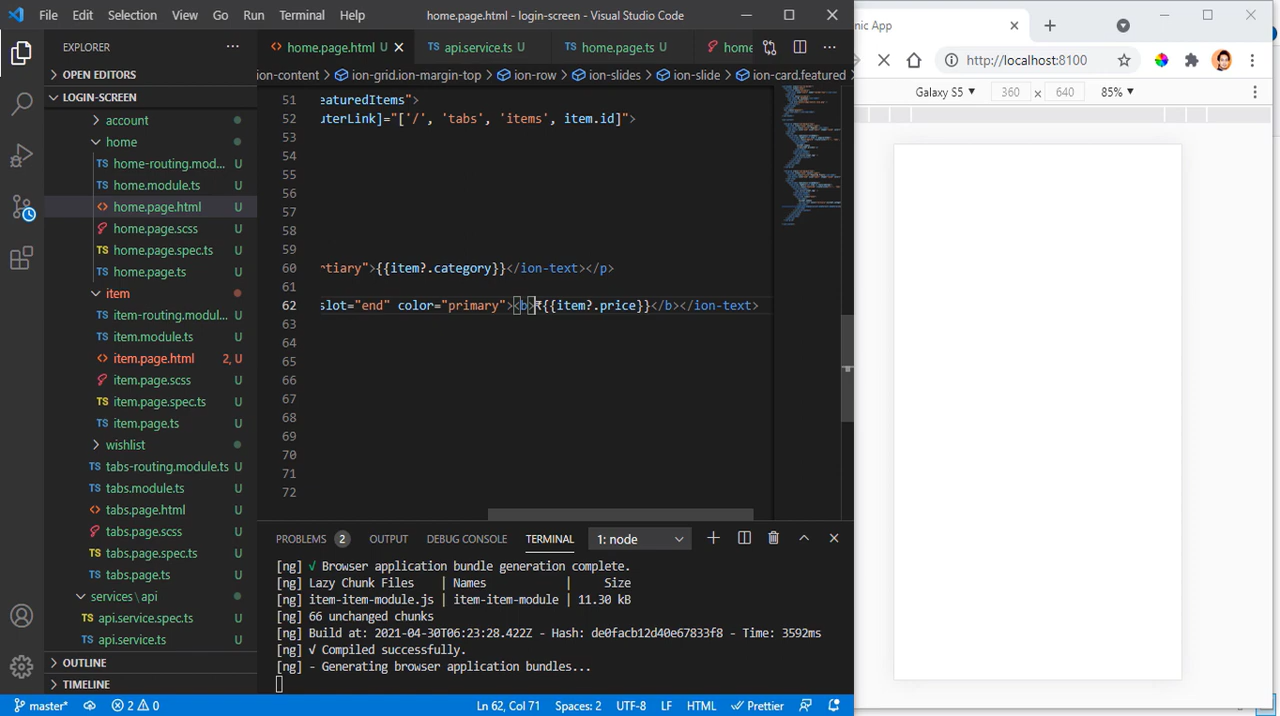 File Edit Selection View Go Run Terminal Help home.page.html - login-screen - Visual Studio Code
EXPLORER
OPEN EDITORS
LOGIN-SCREEN
er.count
home
home-routing.mod... U
home.module.ts U
home.page.html U
home.page.scss U
home.page.spec.ts U
home.page.ts U
item
item-routing.modul... U
item.module.ts U
item.page.html 2, U
item.page.scss U
item.page.spec.ts U
item.page.ts U
wishlist
tabs-routing.module.ts U
tabs.module.ts U
tabs.page.html U
tabs.page.scss U
tabs.page.spec.ts U
tabs.page.ts U
services\api
api.service.spec.ts U
api.service.ts U
OUTLINE
TIMELINE
home.page.html U api.service.ts U home.page.ts U home
ion-content ion-grid.ion-margin-top ion-row ion-slides ion-slide ion-card.featured
51 eaturedItems">
52 uterLink]="['/', 'tabs', 'items', item.id]">
53
54
55
56
57
58
59
60 rtiary">{{item?.category}}</ion-text></p>
62 slot="end" color="primary"><b>₹{{item?.price}}</b></ion-text>
63
64
65
66
67
68
69
70
71
72
PROBLEMS 2 OUTPUT DEBUG CONSOLE TERMINAL 1: node
[ng] √ Browser application bundle generation complete.
[ng] Lazy Chunk Files | Names | Size
[ng] item-item-module.js | item-item-module | 11.30 kB
[ng] 66 unchanged chunks
[ng] Build at: 2021-04-30T06:23:28.422Z - Hash: de0facb12d40e67833f8 - Time: 3592ms
[ng] √ Compiled successfully.
[ng] - Generating browser application bundles...
master* 2 0 Ln 62, Col 71 Spaces: 2 UTF-8 LF HTML Prettier
nic App
http://localhost:8100
Galaxy S5 360 x 640 85%